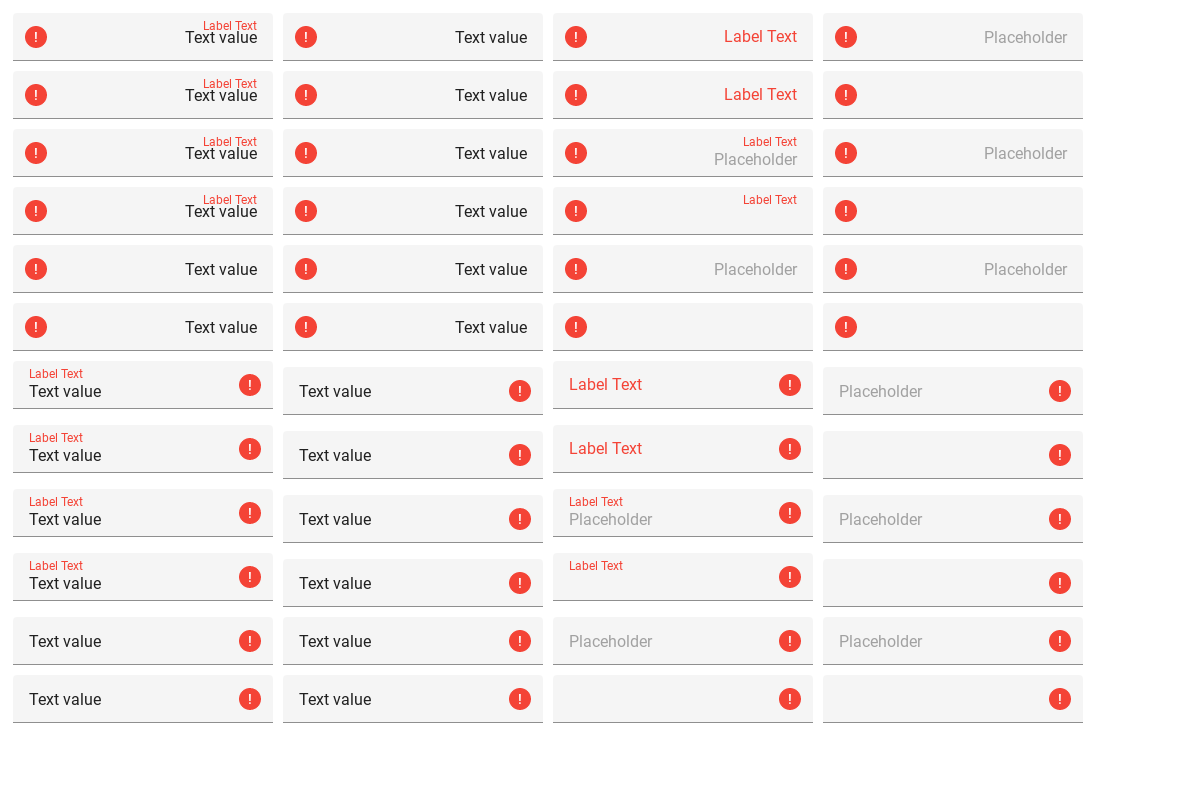 ! Label Text
Text value ! Text value ! Label Text ! Placeholder
! Label Text
Text value ! Text value ! Label Text !
! Label Text
Text value ! Text value ! Label Text
Placeholder ! Placeholder
! Label Text
Text value ! Text value ! Label Text !
! Text value ! Text value ! Placeholder ! Placeholder
! Text value ! Text value ! !
Label Text
Text value ! Text value ! Label Text ! Placeholder !
Label Text
Text value ! Text value ! Label Text ! !
Label Text
Text value ! Text value ! Label Text
Placeholder ! Placeholder !
Label Text
Text value ! Text value ! Label Text ! !
Text value ! Text value ! Placeholder ! Placeholder !
Text value ! Text value ! ! !